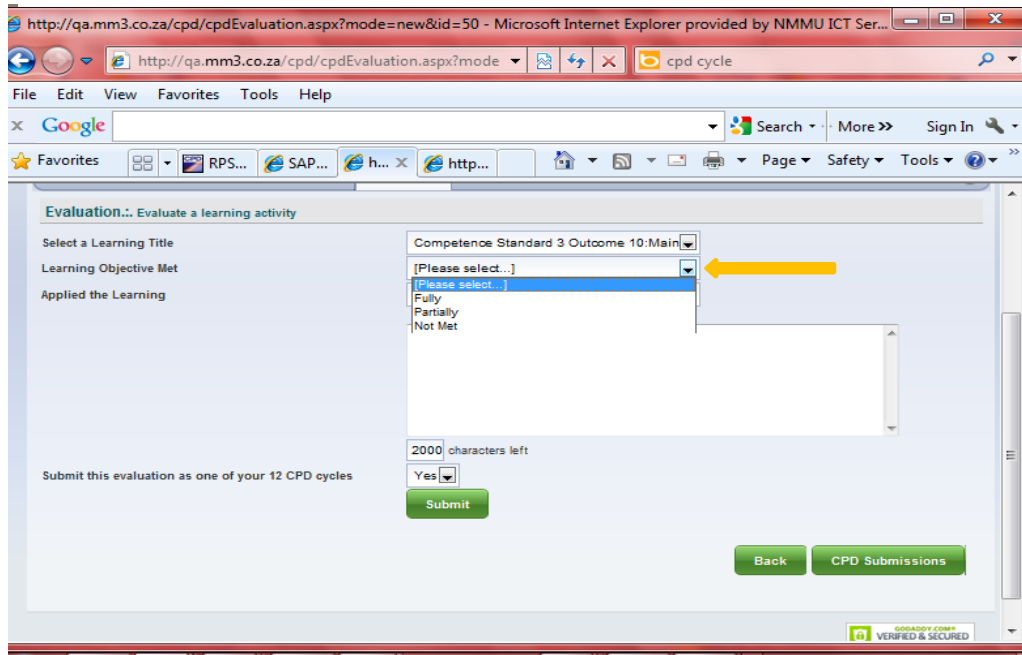 http://qa.mm3.co.za/cpd/cpdEvaluation.aspx?mode=new&id=50 - Microsoft Internet Explorer provided by NMMU ICT Ser...
http://qa.mm3.co.za/cpd/cpdEvaluation.aspx?mode
cpd cycle
File Edit View Favorites Tools Help
x Google Search More >> Sign In
Favorites RPS... SAP... h... X http... Page Safety Tools
Evaluation.:. Evaluate a learning activity
Select a Learning Title Competence Standard 3 Outcome 10:Main
Learning Objective Met [Please select...]
[Please select...]
Applied the Learning
Fully
Partially
Not Met
2000 characters left
Submit this evaluation as one of your 12 CPD cycles Yes
Submit
Back CPD Submissions
GODADDY.COM®
VERIFIED & SECURED